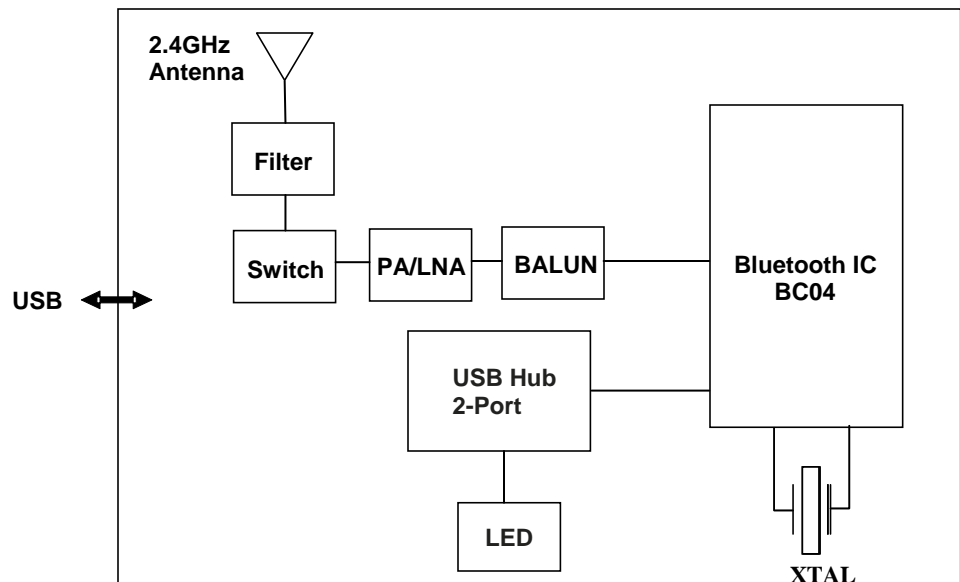 2.4GHz
Antenna
Filter
Switch
PA/LNA
BALUN
Bluetooth IC
BC04
USB
USB Hub
2-Port
LED
XTAL